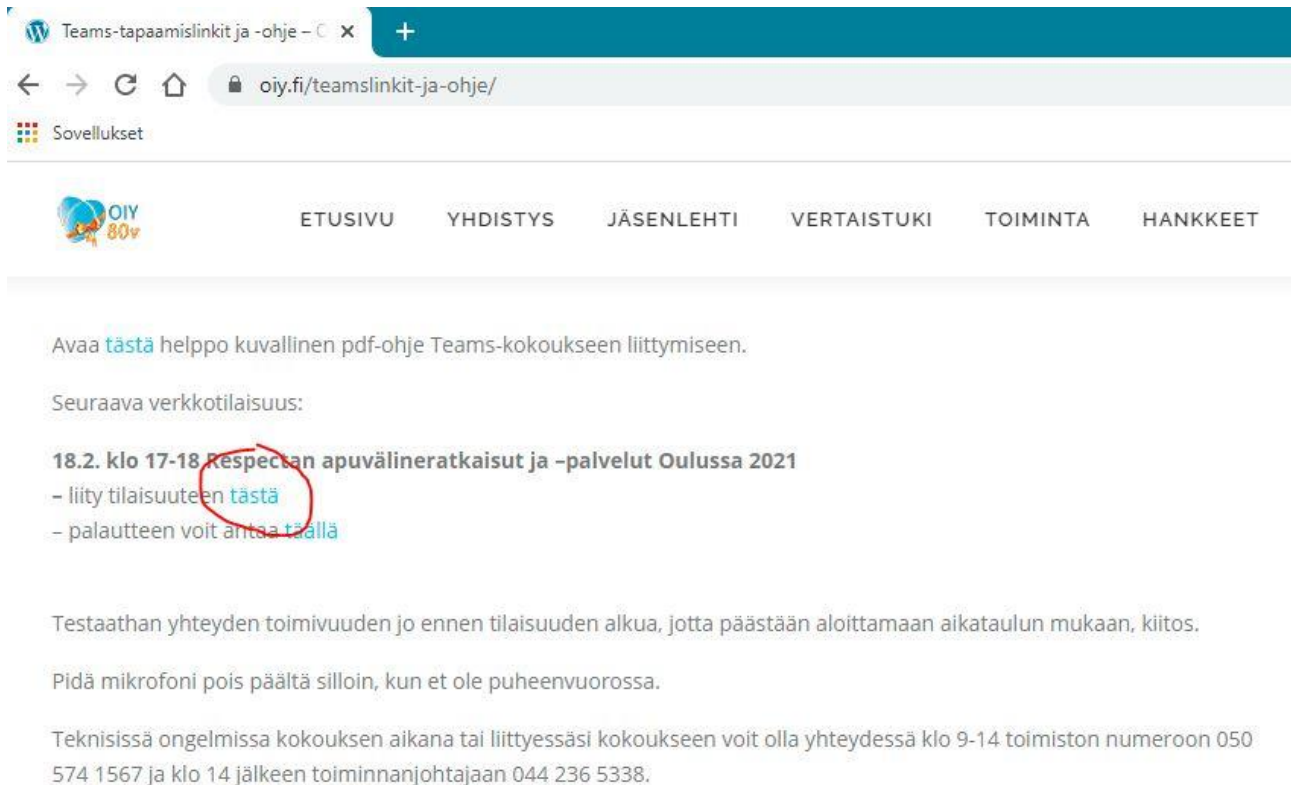 Teams-tapaamislinkit ja -ohje –
oiy.fi/teamslinkit-ja-ohje/
Sovellukset
OIY
80v
ETUSIVU YHDISTYS JÄSENLEHTI VERTAISTUKI TOIMINTA HANKKEET
Avaa tästä helppo kuvallinen pdf-ohje Teams-kokoukseen liittymiseen.
Seuraava verkkotilaisuus:
18.2. klo 17-18 Respectan apuvälineratkaisut ja –palvelut Oulussa 2021
– liity tilaisuuteen tästä
– palautteen voit antaa täällä
Testaathan yhteyden toimivuuden jo ennen tilaisuuden alkua, jotta päästään aloittamaan aikataulun mukaan, kiitos.
Pidä mikrofoni pois päältä silloin, kun et ole puheenvuorossa.
Teknisissä ongelmissa kokouksen aikana tai liittyessäsi kokoukseen voit olla yhteydessä klo 9-14 toimiston numeroon 050
574 1567 ja klo 14 jälkeen toiminnanjohtajaan 044 236 5338.